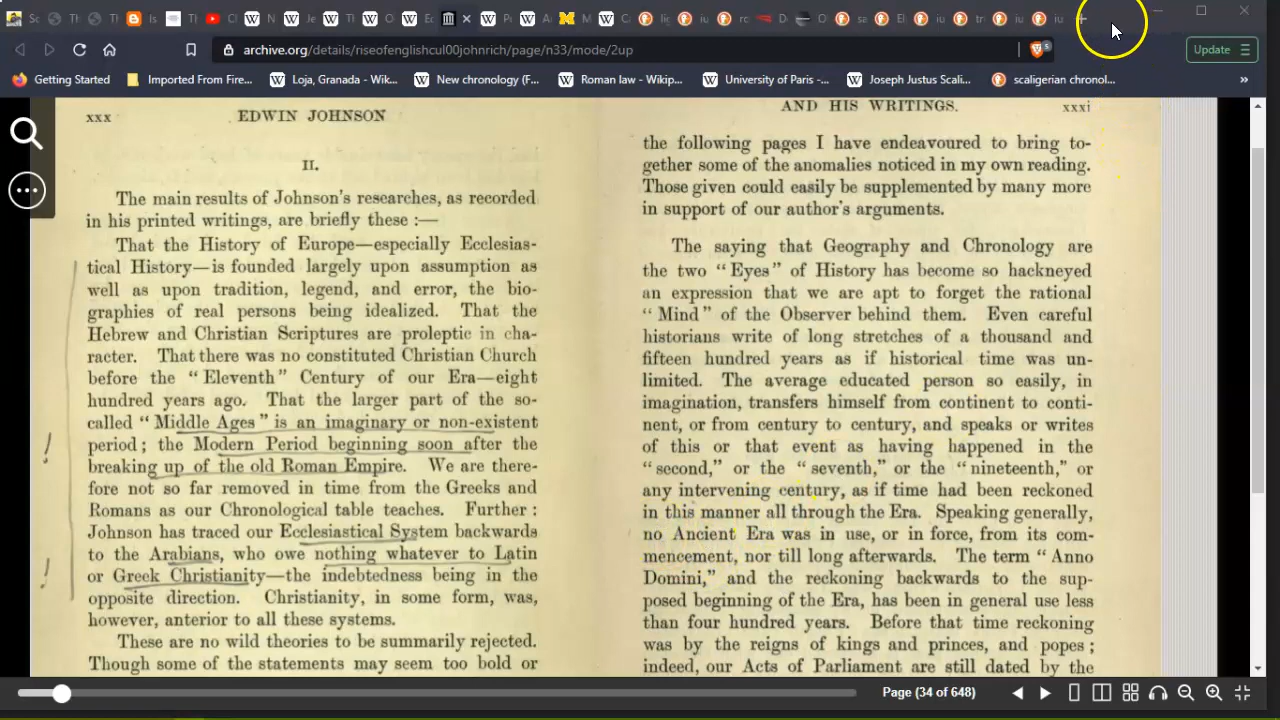 archive.org/details/riseofenglishcul00johnrich/page/n33/mode/2up
5
Update
Getting Started
Imported From Fire...
Loja, Granada - Wik...
New chronology (F...
Roman law - Wikip...
University of Paris -...
Joseph Justus Scali...
scaligerian chronol...
»
xxx
EDWIN JOHNSON
II.
The main results of Johnson's researches, as recorded
in his printed writings, are briefly these :—
That the History of Europe—especially Ecclesias-
tical History—is founded largely upon assumption as
well as upon tradition, legend, and error, the bio-
graphies of real persons being idealized. That the
Hebrew and Christian Scriptures are proleptic in cha-
racter. That there was no constituted Christian Church
before the “Eleventh” Century of our Era—eight
hundred years ago. That the larger part of the so-
called “Middle Ages” is an imaginary or non-existent
period; the Modern Period beginning soon after the
breaking up of the old Roman Empire. We are there-
fore not so far removed in time from the Greeks and
Romans as our Chronological table teaches. Further:
Johnson has traced our Ecclesiastical System backwards
to the Arabians, who owe nothing whatever to Latin
or Greek Christianity—the indebtedness being in the
opposite direction. Christianity, in some form, was,
however, anterior to all these systems.
These are no wild theories to be summarily rejected.
Though some of the statements may seem too bold or
!
!
AND HIS WRITINGS.
xxxi
the following pages I have endeavoured to bring to-
gether some of the anomalies noticed in my own reading.
Those given could easily be supplemented by many more
in support of our author's arguments.
The saying that Geography and Chronology are
the two “Eyes” of History has become so hackneyed
an expression that we are apt to forget the rational
“Mind” of the Observer behind them. Even careful
historians write of long stretches of a thousand and
fifteen hundred years as if historical time was un-
limited. The average educated person so easily, in
imagination, transfers himself from continent to conti-
nent, or from century to century, and speaks or writes
of this or that event as having happened in the
“second,” or the “seventh,” or the “nineteenth,” or
any intervening century, as if time had been reckoned
in this manner all through the Era. Speaking generally,
no Ancient Era was in use, or in force, from its com-
mencement, nor till long afterwards. The term “Anno
Domini,” and the reckoning backwards to the sup-
posed beginning of the Era, has been in general use less
than four hundred years. Before that time reckoning
was by the reigns of kings and princes, and popes;
indeed, our Acts of Parliament are still dated by the
Page (34 of 648)